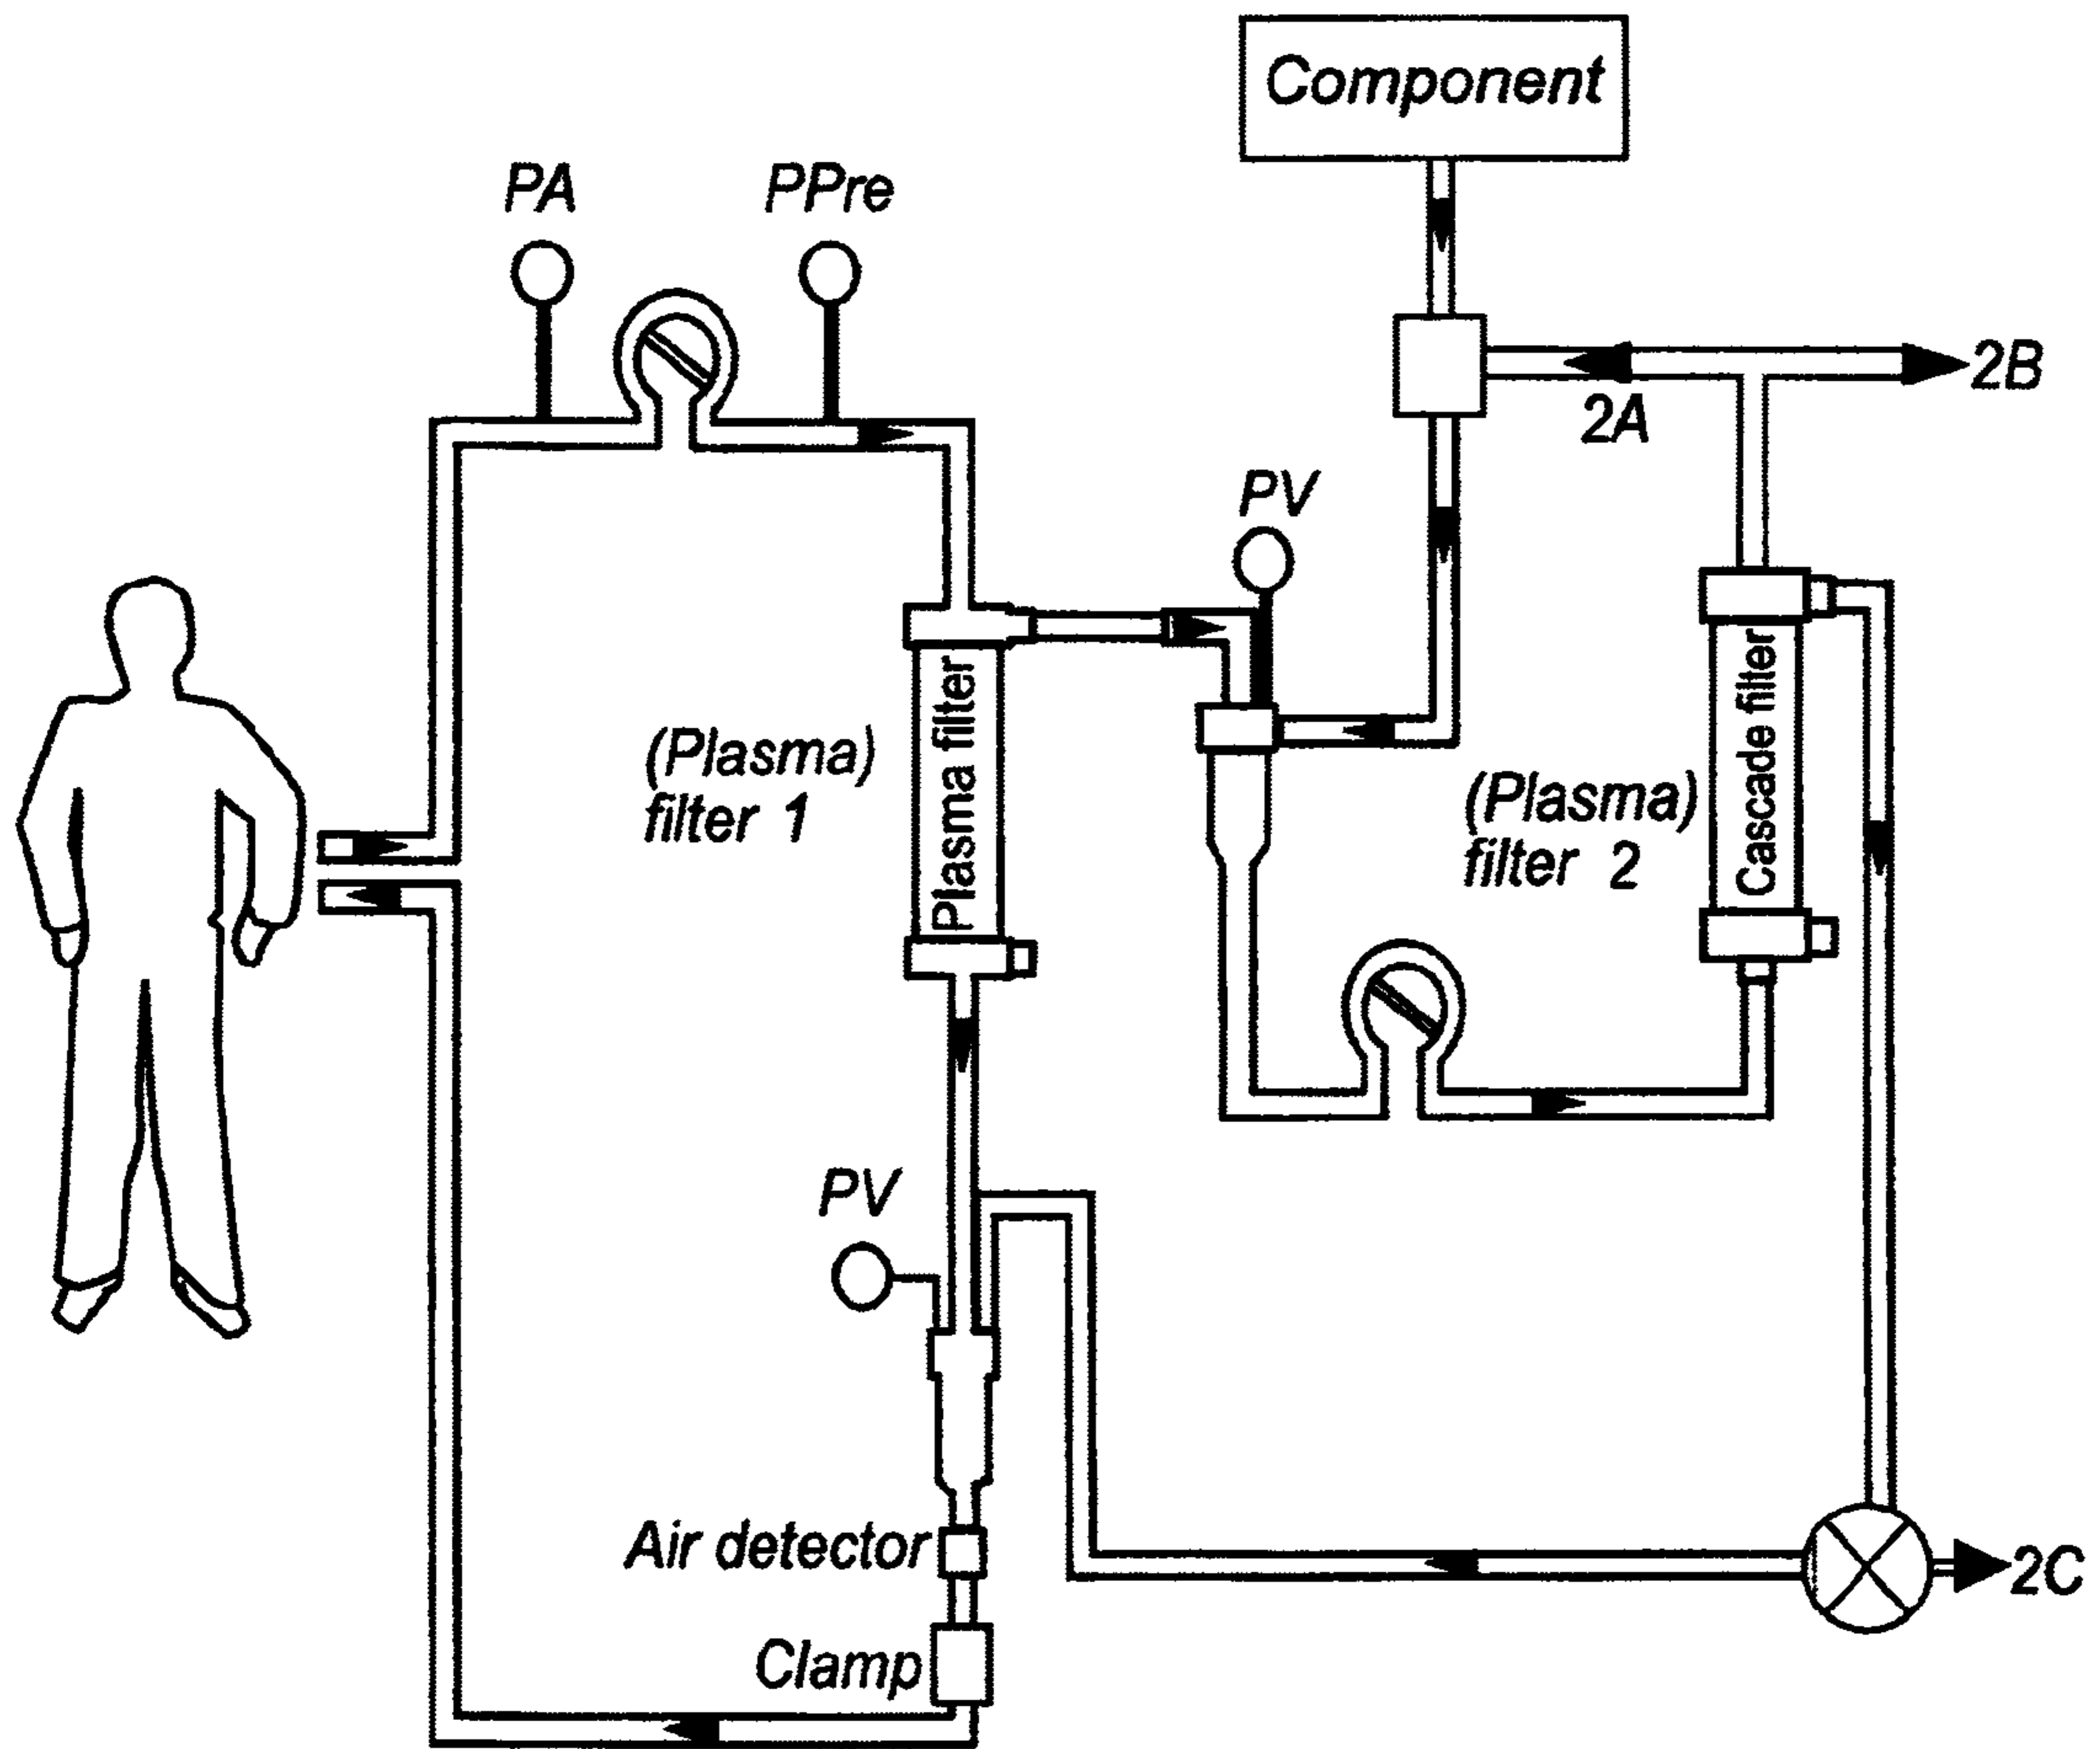 Component
PA
PPre
2B
2A
PV
(Plasma)
filter 1
Plasma filter
(Plasma)
filter 2
Cascade filter
PV
Air detector
2C
Clamp